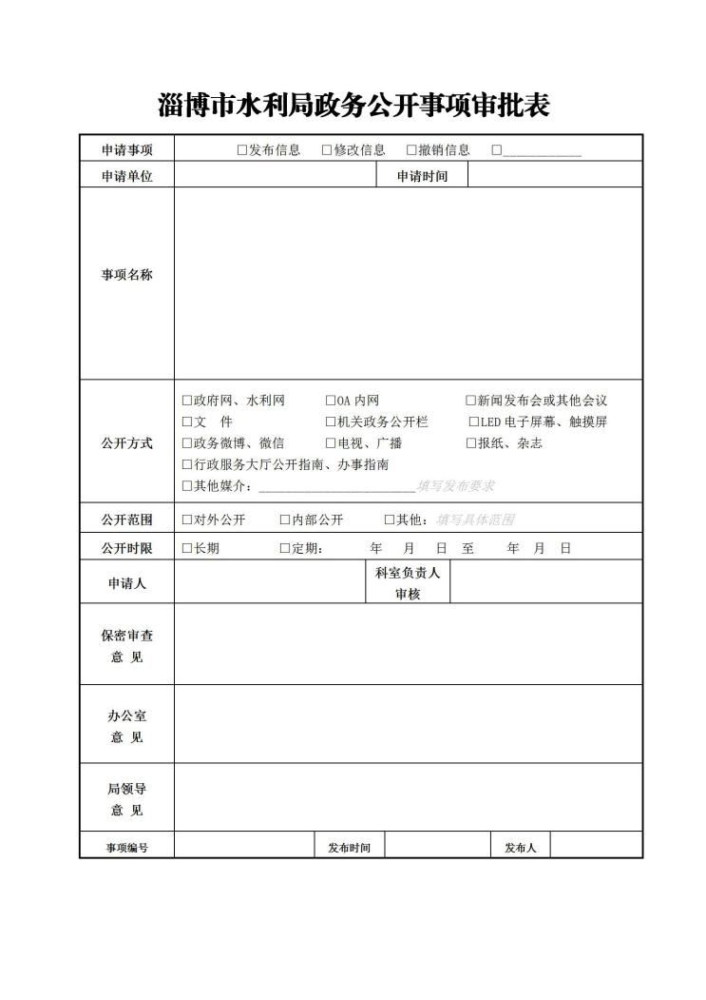 淄博市水利局政务公开事项审批表
申请事项 □发布信息 □修改信息 □撤销信息 □____________
申请单位 申请时间
事项名称
□政府网、水利网 □OA 内网 □新闻发布会或其他会议
□文 件 □机关政务公开栏 □LED 电子屏幕、触摸屏
公开方式 □政务微博、微信 □电视、广播 □报纸、杂志
□行政服务大厅公开指南、办事指南
□其他媒介：________________________填写发布要求
公开范围 □对外公开 □内部公开 □其他：填写具体范围
公开时限 □长期 □定期： 年 月 日 至 年 月 日
申请人 科室负责人
审核
保密审查
意 见
办公室
意 见
局领导
意 见
事项编号 发布时间 发布人